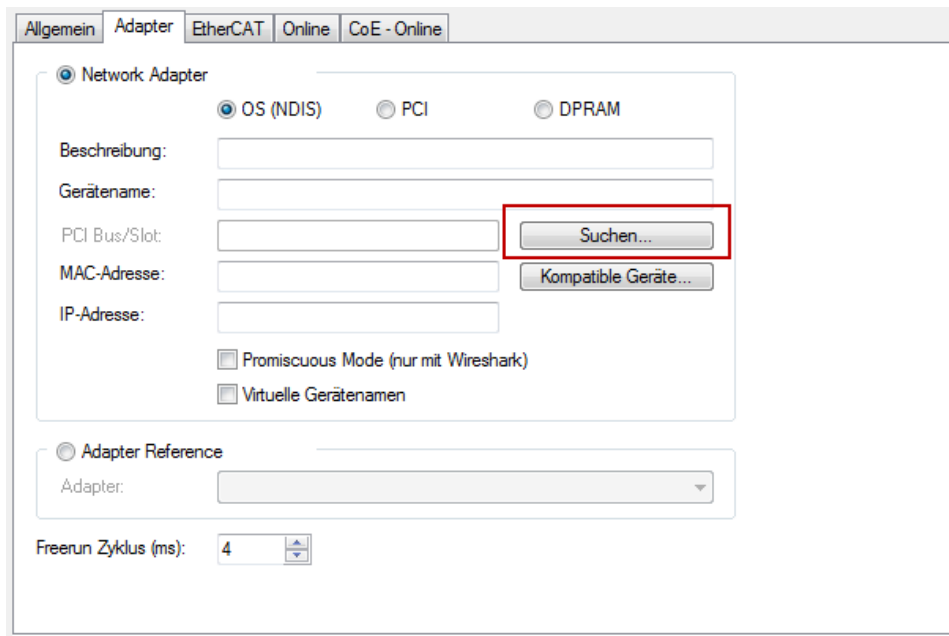 Allgemein Adapter EtherCAT Online CoE - Online
Network Adapter
OS (NDIS) PCI DPRAM
Beschreibung:
Gerätename:
PCI Bus/Slot: Suchen...
MAC-Adresse: Kompatible Geräte...
IP-Adresse:
Promiscuous Mode (nur mit Wireshark)
Virtuelle Gerätenamen
Adapter Reference
Adapter:
Freerun Zyklus (ms): 4